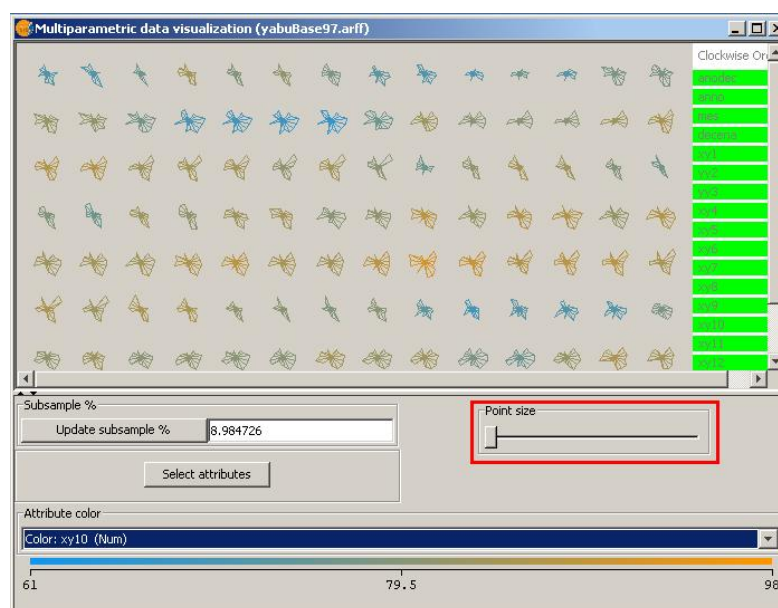 Multiparametric data visualization (yabuBase97.arff)
Clockwise Or
anodec
anno
mes
decena
xy1
xy2
xy3
xy4
xy5
xy6
xy7
xy8
xy9
xy10
xy11
xy12
Subsample %
Update subsample %
8.984726
Point size
Select attributes
Attribute color
Color: xy10 (Num)
61
79.5
98